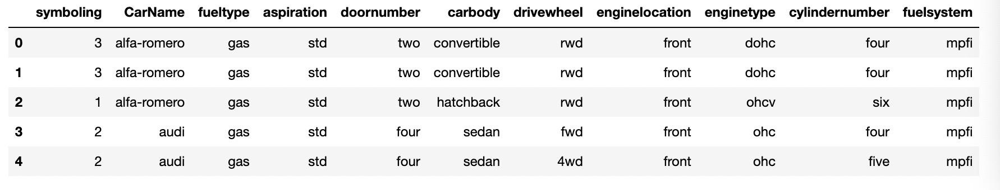 symboling CarName fueltype aspiration doornumber carbody drivewheel enginelocation enginetype cylindernumber fuelsystem
0 3 alfa-romero gas std two convertible rwd front dohc four mpfi
1 3 alfa-romero gas std two convertible rwd front dohc four mpfi
2 1 alfa-romero gas std two hatchback rwd front ohcv six mpfi
3 2 audi gas std four sedan fwd front ohc four mpfi
4 2 audi gas std four sedan 4wd front ohc five mpfi